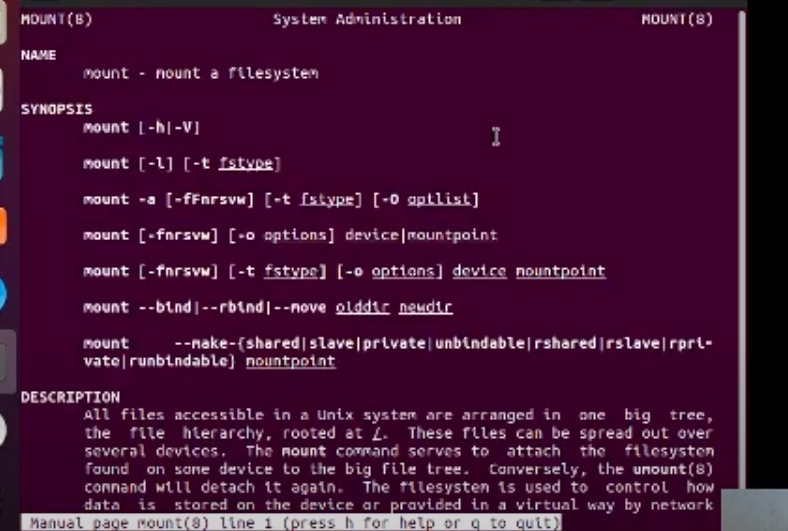 MOUNT(8) System Administration MOUNT(8)
NAME
mount - mount a filesystem
SYNOPSIS
mount [-h|-V]
mount [-l] [-t fstype]
mount -a [-fFnrsvw] [-t fstype] [-O optlist]
mount [-fnrsvw] [-o options] device|mountpoint
mount [-fnrsvw] [-t fstype] [-o options] device mountpoint
mount --bind|--rbind|--move olddir newdir
mount --make-{shared|slave|private|unbindable|rshared|rslave|rpri-
vate|runbindable} mountpoint
DESCRIPTION
All files accessible in a Unix system are arranged in one big tree,
the file hierarchy, rooted at /. These files can be spread out over
several devices. The mount command serves to attach the filesystem
found on some device to the big file tree. Conversely, the umount(8)
command will detach it again. The filesystem is used to control how
data is stored on the device or provided in a virtual way by network
Manual page mount(8) line 1 (press h for help or q to quit)